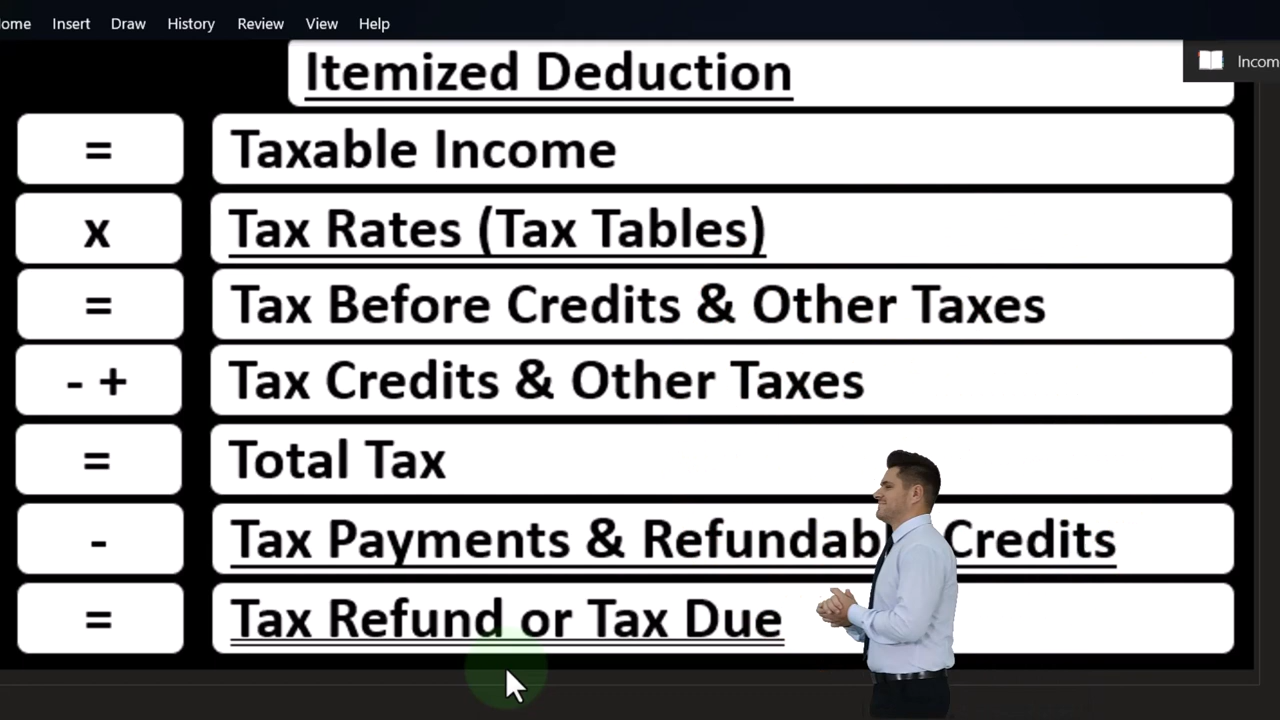 ome Insert Draw History Review View Help
Incom
Itemized Deduction
= Taxable Income
x Tax Rates (Tax Tables)
= Tax Before Credits & Other Taxes
- + Tax Credits & Other Taxes
= Total Tax
- Tax Payments & Refundab Credits
= Tax Refund or Tax Due